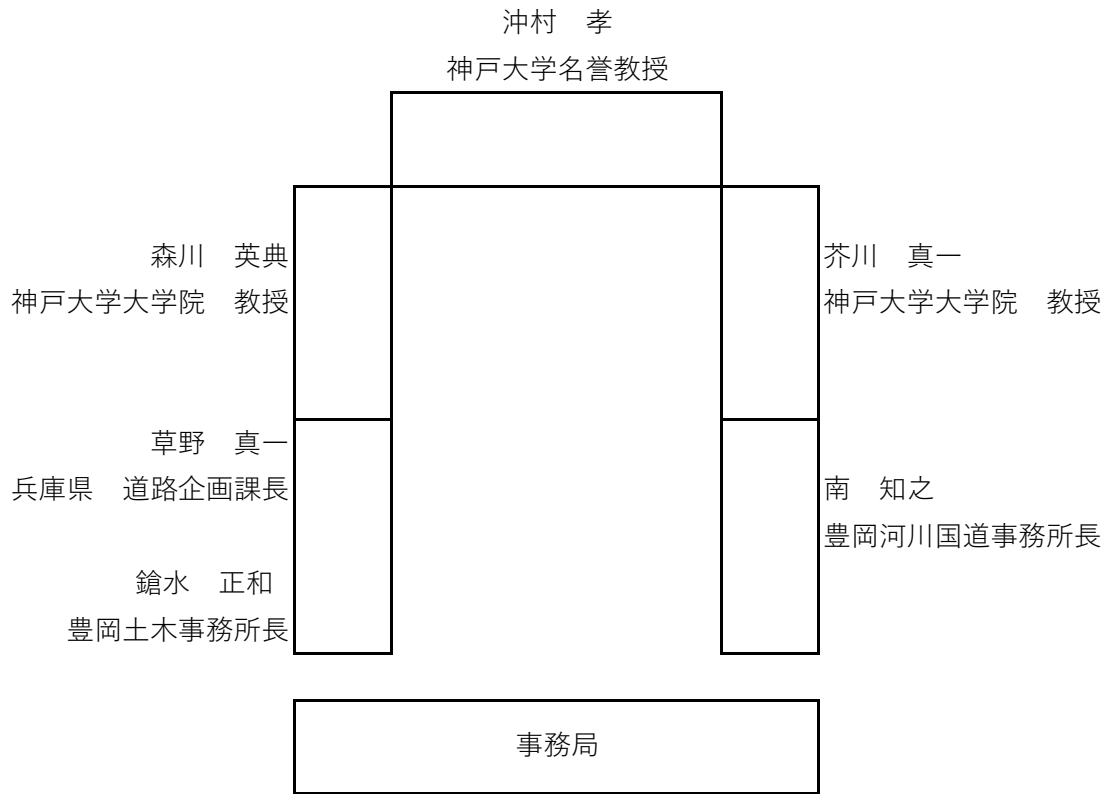 沖村　孝
神戸大学名誉教授
森川　英典
神戸大学大学院　教授
芥川　真一
神戸大学大学院　教授
草野　真一
兵庫県　道路企画課長
南　知之
豊岡河川国道事務所長
鎗水　正和
豊岡土木事務所長
事務局